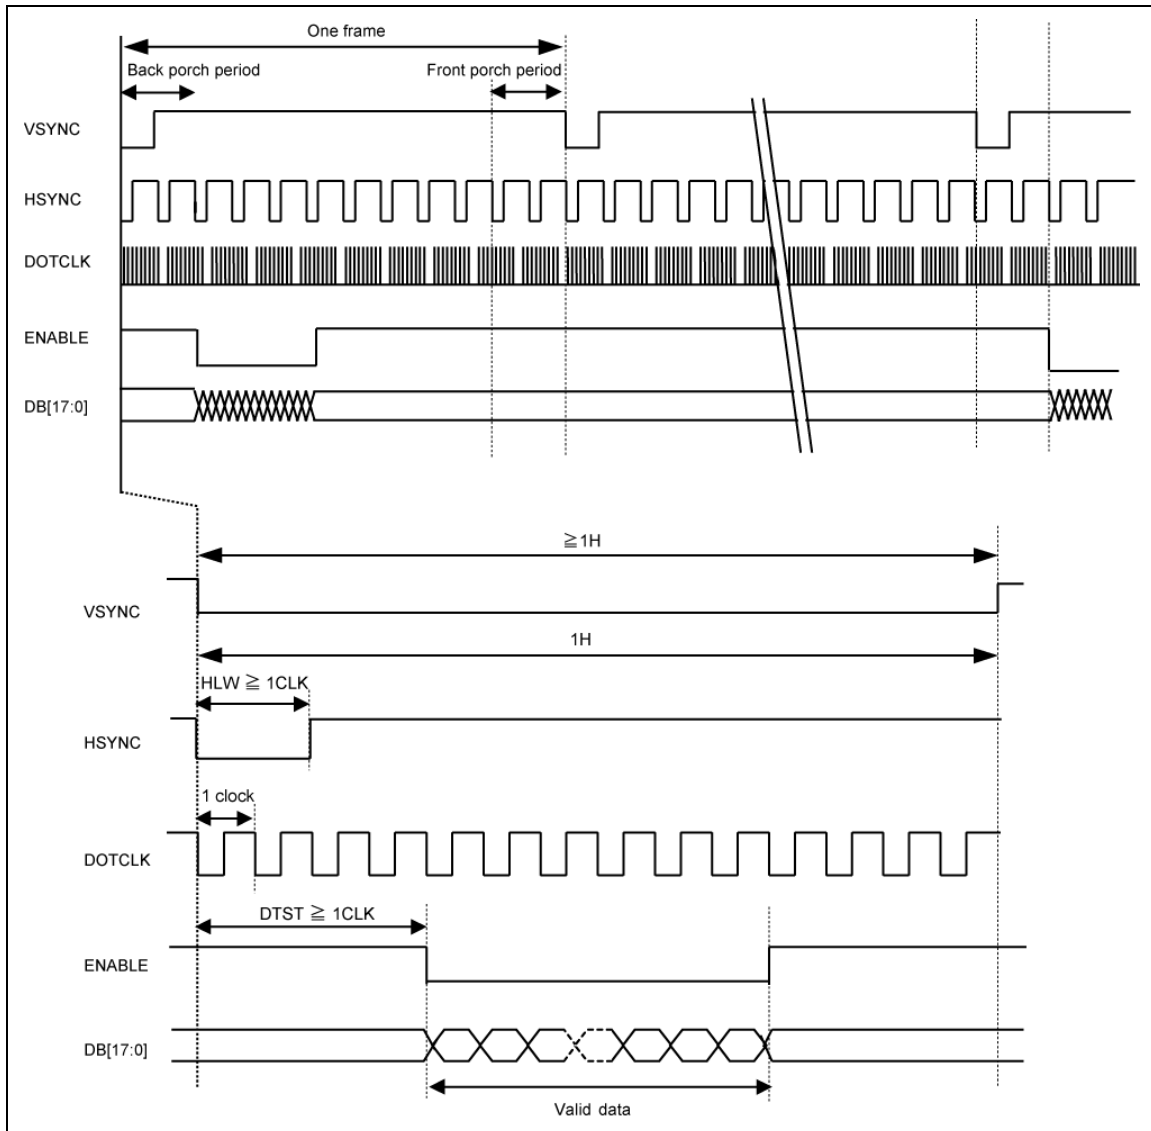 One frame
Back porch period
Front porch period
VSYNC
HSYNC
DOTCLK
ENABLE
DB[17:0]
≧1H
VSYNC
1H
HLW ≧ 1CLK
HSYNC
1 clock
DOTCLK
DTST ≧ 1CLK
ENABLE
DB[17:0]
Valid data